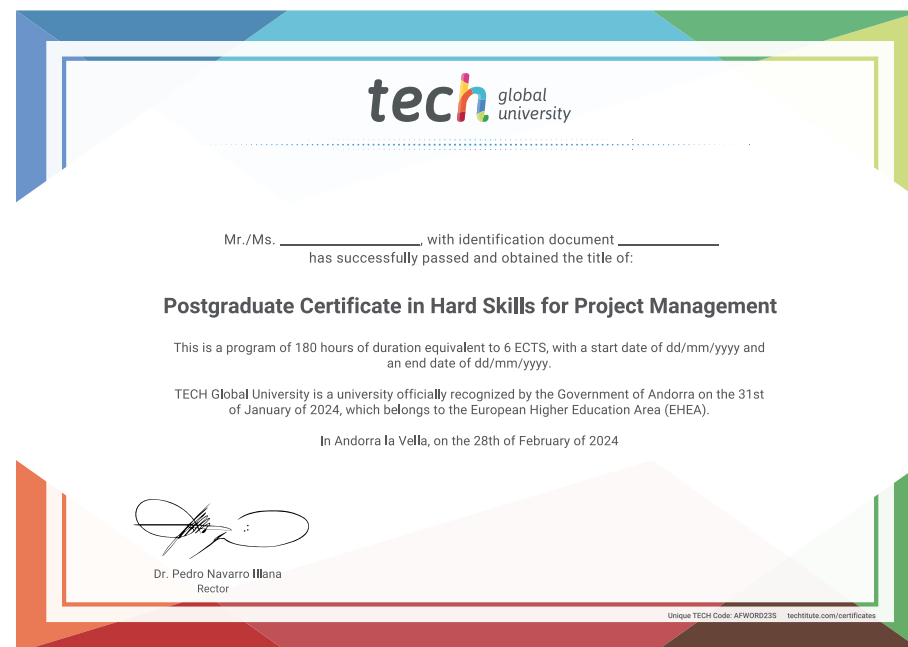 tech global university
Mr./Ms. ____________________, with identification document ______________
has successfully passed and obtained the title of:
Postgraduate Certificate in Hard Skills for Project Management
This is a program of 180 hours of duration equivalent to 6 ECTS, with a start date of dd/mm/yyyy and
an end date of dd/mm/yyyy.
TECH Global University is a university officially recognized by the Government of Andorra on the 31st
of January of 2024, which belongs to the European Higher Education Area (EHEA).
In Andorra la Vella, on the 28th of February of 2024
Dr. Pedro Navarro Illana
Rector
Unique TECH Code: AFWORD23S techtitute.com/certificates